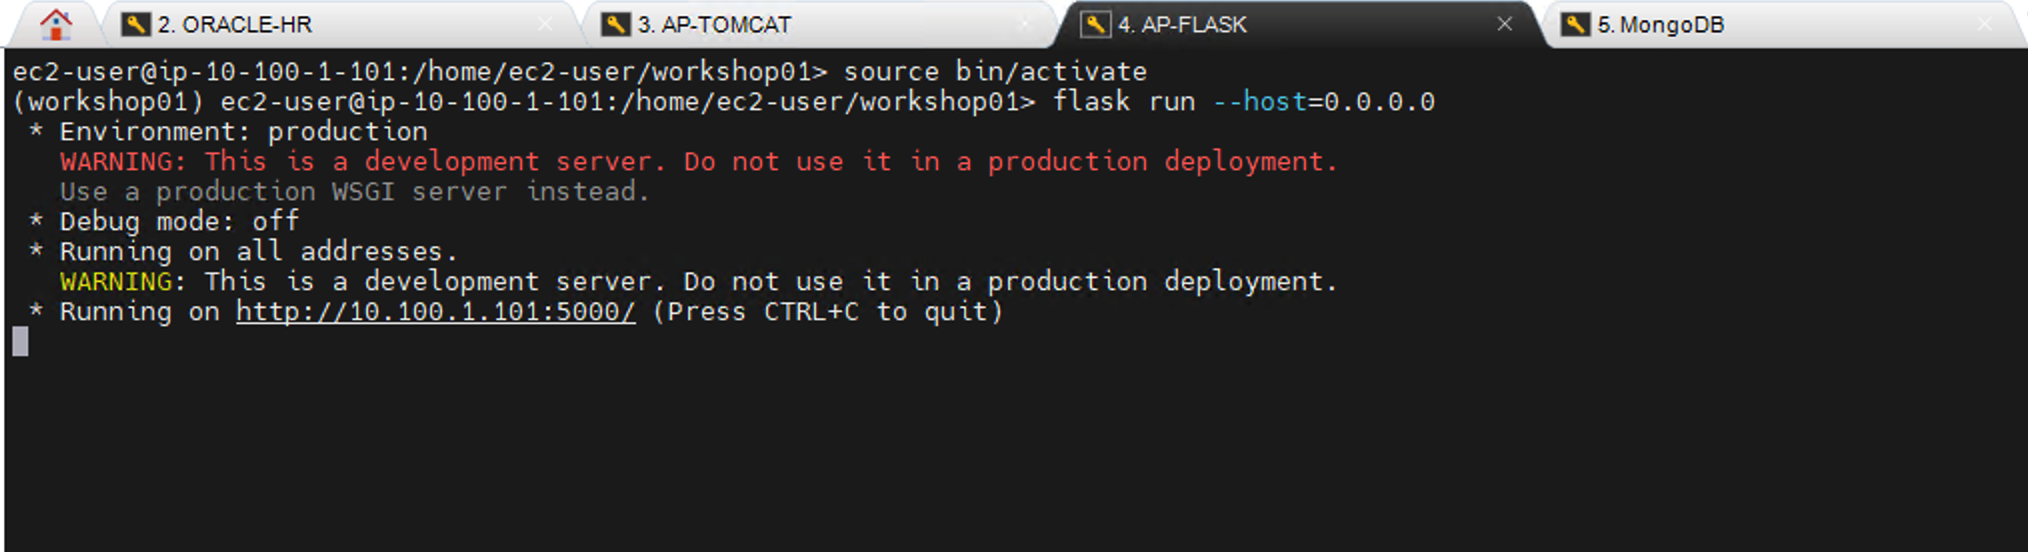 2. ORACLE-HR
3. AP-TOMCAT
4. AP-FLASK
5. MongoDB
ec2-user@ip-10-100-1-101:/home/ec2-user/workshop01> source bin/activate
(workshop01) ec2-user@ip-10-100-1-101:/home/ec2-user/workshop01> flask run --host=0.0.0.0
* Environment: production
WARNING: This is a development server. Do not use it in a production deployment.
Use a production WSGI server instead.
* Debug mode: off
* Running on all addresses.
WARNING: This is a development server. Do not use it in a production deployment.
* Running on http://10.100.1.101:5000/ (Press CTRL+C to quit)